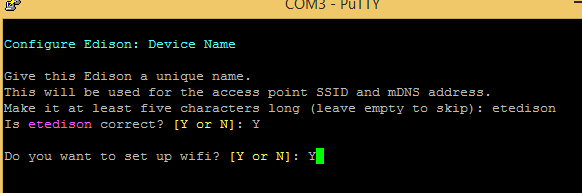 COM3 - PuTTY
Configure Edison: Device Name
Give this Edison a unique name.
This will be used for the access point SSID and mDNS address.
Make it at least five characters long (leave empty to skip): etedison
Is etedison correct? [Y or N]: Y
Do you want to set up wifi? [Y or N]: Y